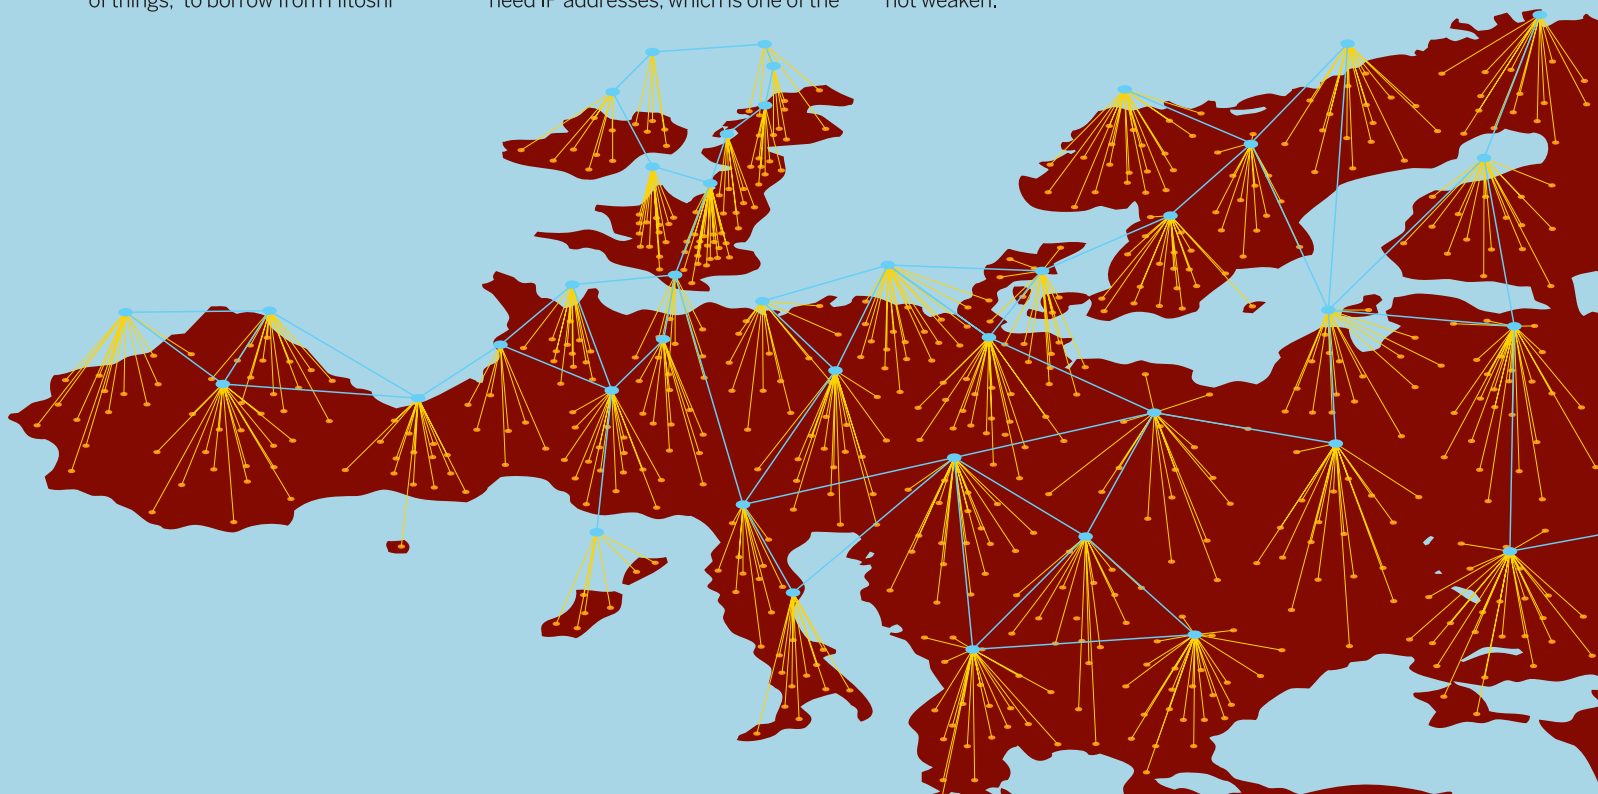 of things,” to borrow from Hitoshi
need IP addresses, which is one of the
not weaken.